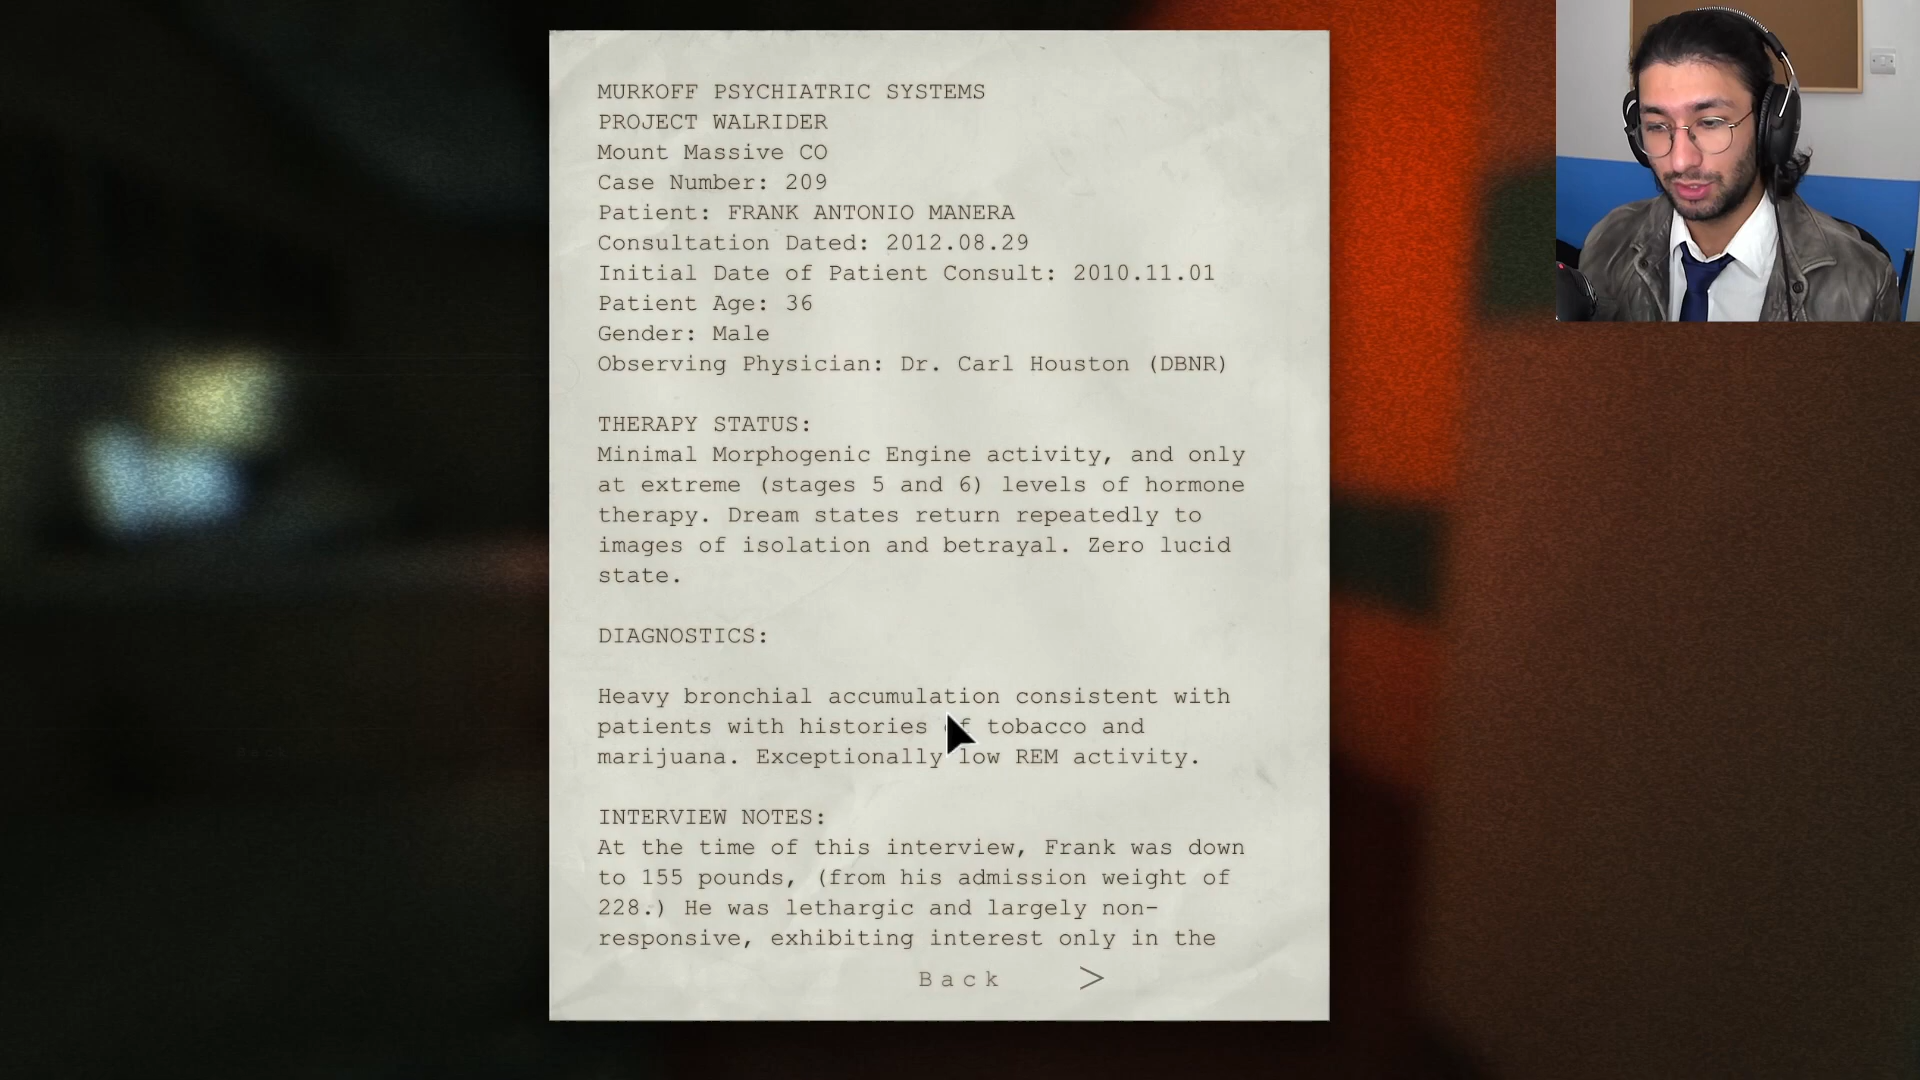 MURKOFF PSYCHIATRIC SYSTEMS
PROJECT WALRIDER
Mount Massive CO
Case Number: 209
Patient: FRANK ANTONIO MANERA
Consultation Dated: 2012.08.29
Initial Date of Patient Consult: 2010.11.01
Patient Age: 36
Gender: Male
Observing Physician: Dr. Carl Houston (DBNR)
THERAPY STATUS:
Minimal Morphogenic Engine activity, and only
at extreme (stages 5 and 6) levels of hormone
therapy. Dream states return repeatedly to
images of isolation and betrayal. Zero lucid
state.
DIAGNOSTICS:
Heavy bronchial accumulation consistent with
patients with histories of tobacco and
marijuana. Exceptionally low REM activity.
INTERVIEW NOTES:
At the time of this interview, Frank was down
to 155 pounds, (from his admission weight of
228.) He was lethargic and largely non-
responsive, exhibiting interest only in the
Back >